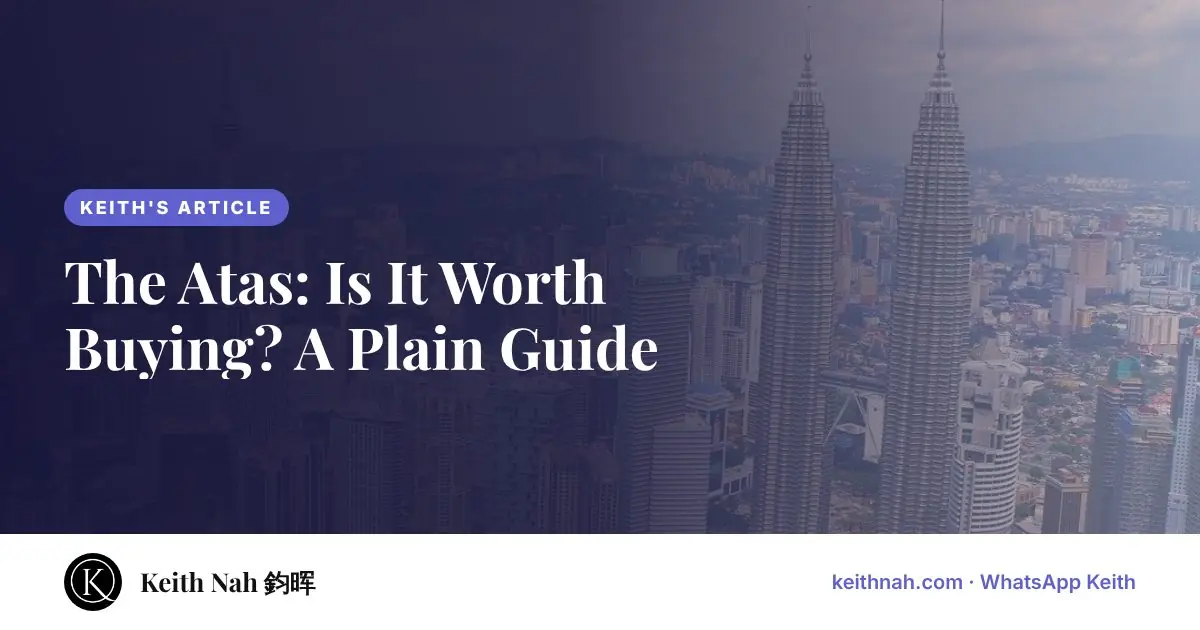 KEITH'S ARTICLE
The Atas: Is It Worth
Buying? A Plain Guide
K
Keith Nah 鈞晖
keithnah.com · WhatsApp Keith